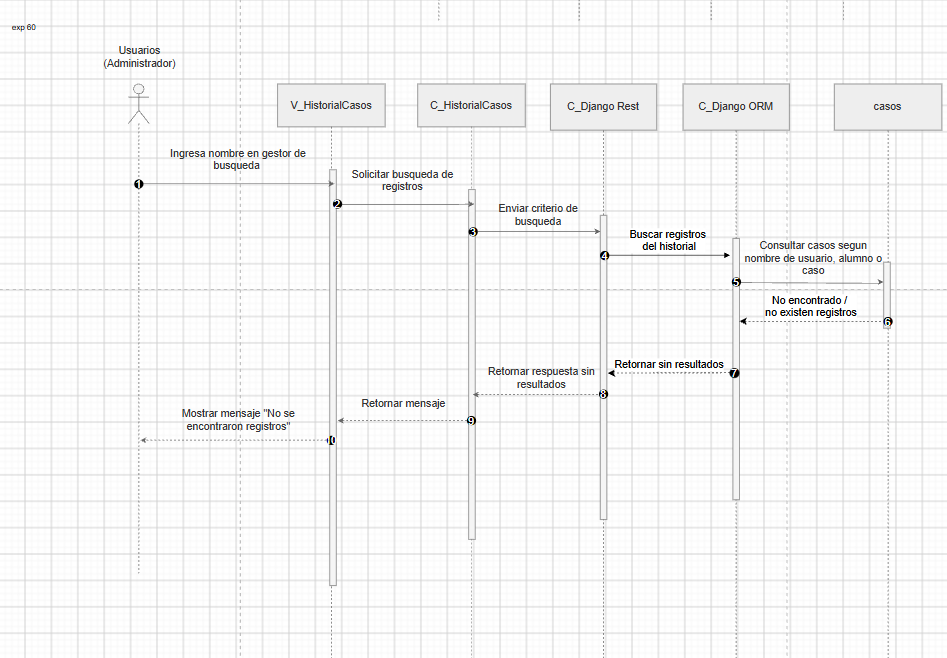 exp 60
Usuarios
(Administrador)
V_HistorialCasos
C_HistorialCasos
C_Django Rest
C_Django ORM
casos
Ingresa nombre en gestor de
busqueda
1
Solicitar busqueda de
registros
2
Enviar criterio de
busqueda
3
Buscar registros
del historial
4
Consultar casos segun
nombre de usuario, alumno o
caso
5
No encontrado /
no existen registros
6
Retornar sin resultados
7
Retornar respuesta sin
resultados
8
Retornar mensaje
9
Mostrar mensaje "No se
encontraron registros"
10